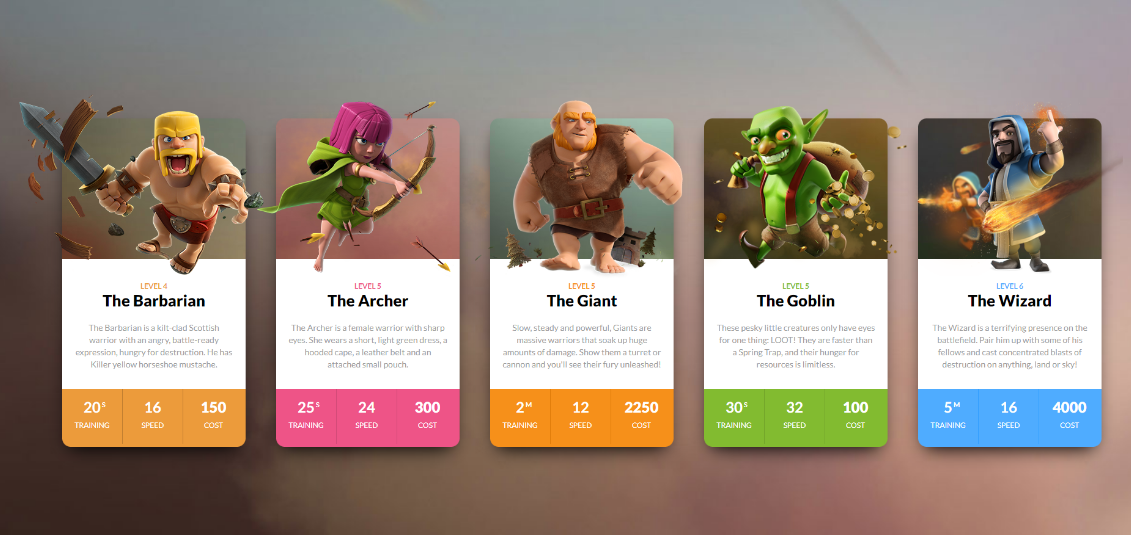 LEVEL 4
The Barbarian
The Barbarian is a kilt-clad Scottish
warrior with an angry, battle-ready
expression, hungry for destruction. He has
Killer yellow horseshoe mustache.
20S
TRAINING
16
SPEED
150
COST
LEVEL 5
The Archer
The Archer is a female warrior with sharp
eyes. She wears a short, light green dress, a
hooded cape, a leather belt and an
attached small pouch.
25S
TRAINING
24
SPEED
300
COST
LEVEL 5
The Giant
Slow, steady and powerful, Giants are
massive warriors that soak up huge
amounts of damage. Show them a turret or
cannon and you'll see their fury unleashed!
2M
TRAINING
12
SPEED
2250
COST
LEVEL 5
The Goblin
These pesky little creatures only have eyes
for one thing: LOOT! They are faster than
a Spring Trap, and their hunger for
resources is limitless.
30S
TRAINING
32
SPEED
100
COST
LEVEL 6
The Wizard
The Wizard is a terrifying presence on the
battlefield. Pair him up with some of his
fellows and cast concentrated blasts of
destruction on anything, land or sky!
5M
TRAINING
16
SPEED
4000
COST